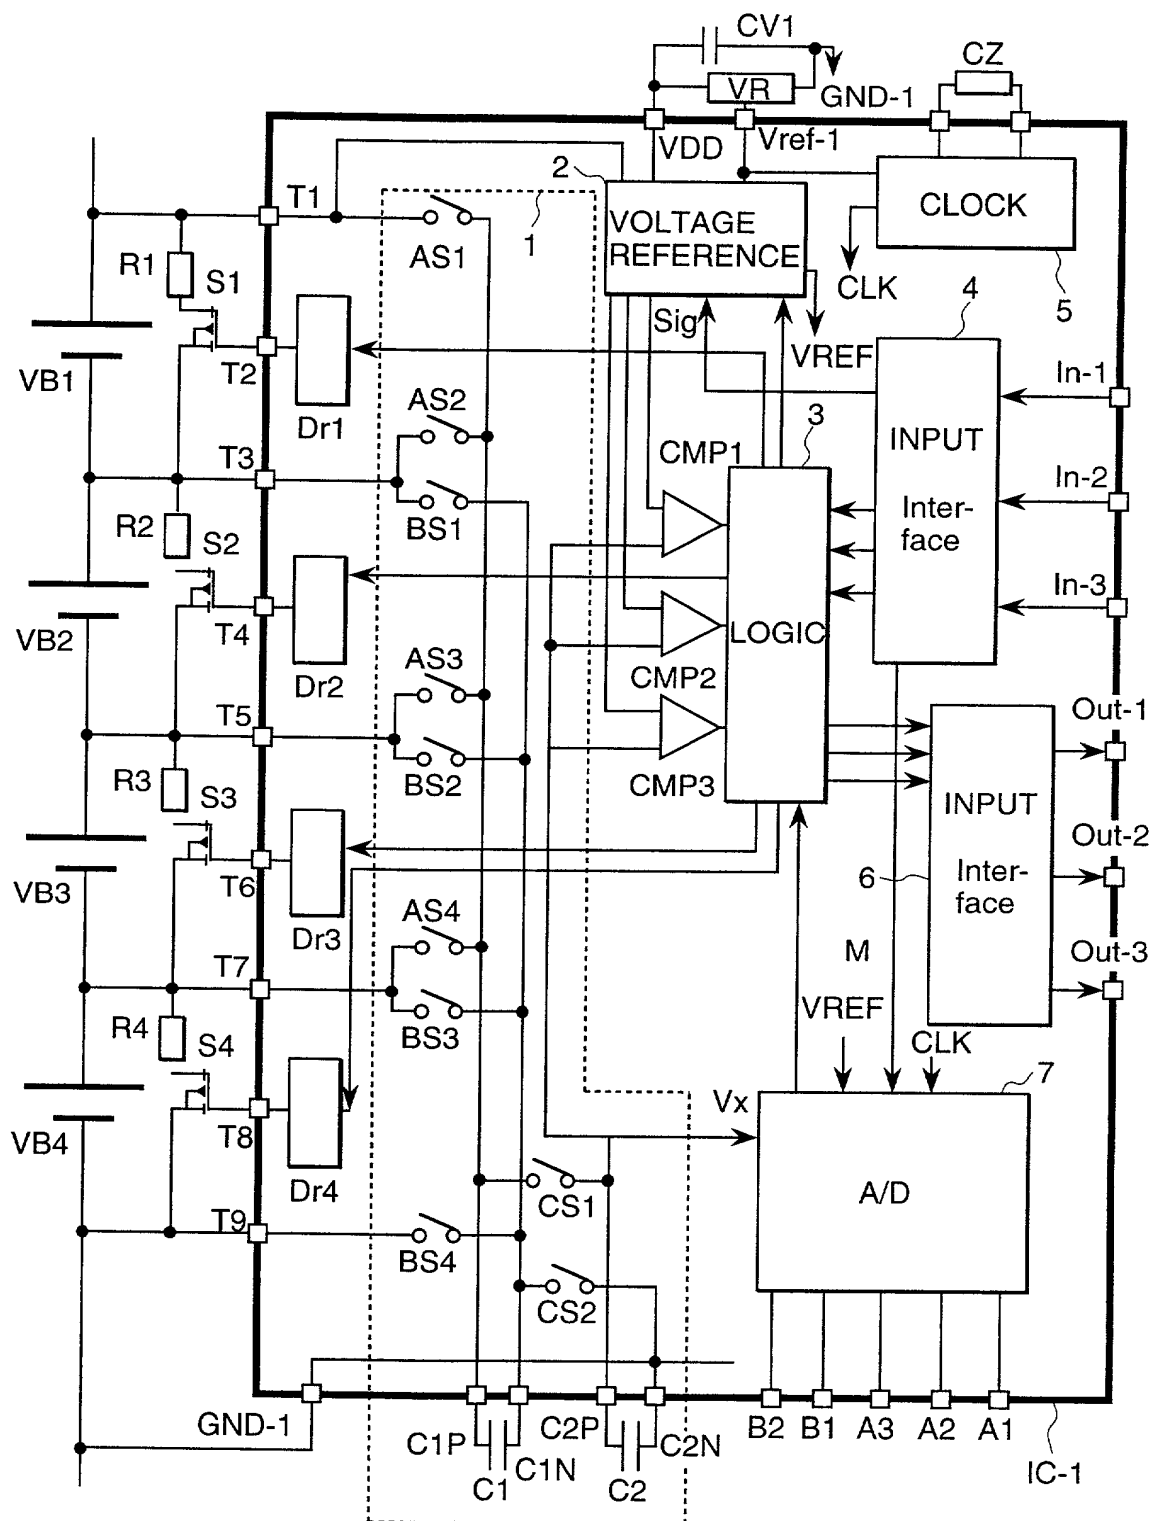 CV1
CZ
VR
GND-1
VDD
Vref-1
T1
2
1
VOLTAGE
REFERENCE
CLOCK
AS1
R1
S1
CLK
5
4
Sig
VREF
VB1
T2
Dr1
AS2
3
In-1
INPUT
CMP1
T3
In-2
R2
BS1
Inter-
face
S2
In-3
VB2
T4
LOGIC
AS3
Dr2
CMP2
T5
Out-1
R3
S3
BS2
CMP3
INPUT
Out-2
VB3
T6
6
Inter-
face
AS4
Dr3
M
Out-3
T7
VREF
R4
S4
BS3
CLK
7
Vx
VB4
T8
Dr4
CS1
A/D
T9
BS4
CS2
GND-1
C1P
C1N
C2P
C2N
B2
B1
A3
A2
A1
C1
C2
IC-1